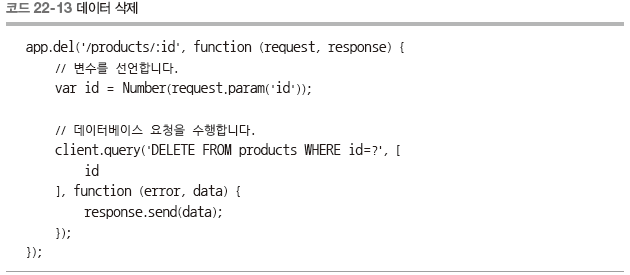 코드 22-13 데이터 삭제
app.del('/products/:id', function (request, response) {
// 변수를 선언합니다.
var id = Number(request.param('id'));
// 데이터베이스 요청을 수행합니다.
client.query('DELETE FROM products WHERE id=?', [
id
], function (error, data) {
response.send(data);
});
});